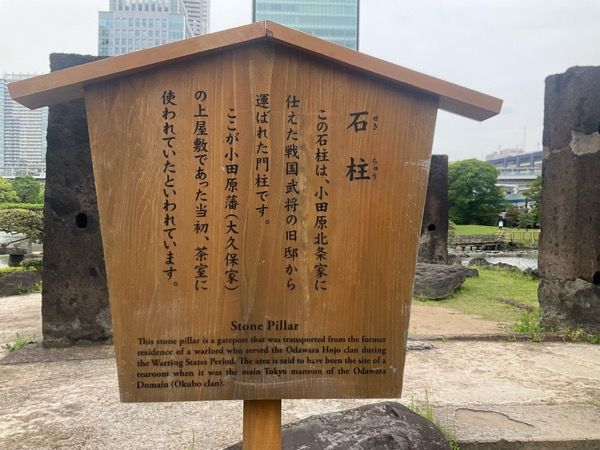 石柱
せき
ちゅう
この石柱は、小田原北条家に
仕えた戦国武将の旧邸から
運ばれた門柱です。
ここが小田原藩(大久保家)
の上屋敷であった当初、茶室に
使われていたといわれています。
Stone Pillar
This stone pillar is a gatepost that was transported from the former
residence of a warlord who served the Odawara Hojo clan during
the Warring States Period. The area is said to have been the site of a
tearoom when it was the main Tokyo mansion of the Odawara
Domain (Okubo clan).